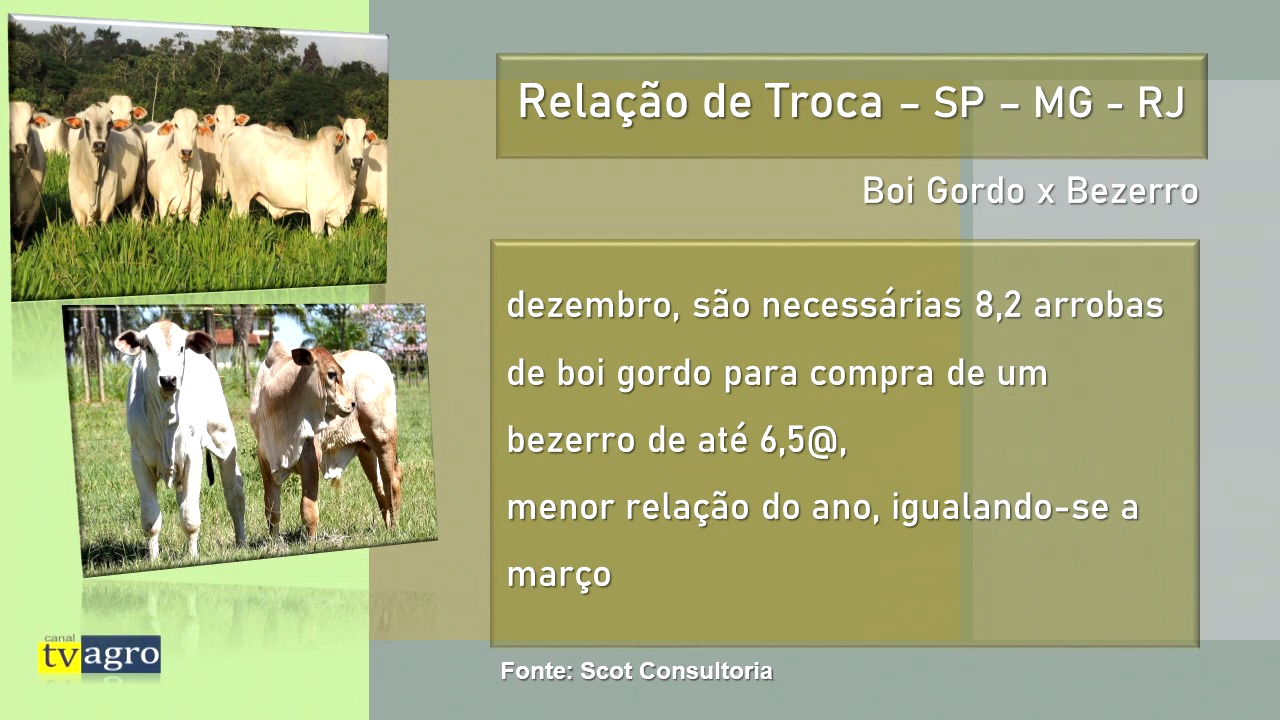 Relação de Troca – SP – MG - RJ
Boi Gordo x Bezerro
dezembro, são necessárias 8,2 arrobas
de boi gordo para compra de um
bezerro de até 6,5@,
menor relação do ano, igualando-se a
março
canal
tvagro
Fonte: Scot Consultoria